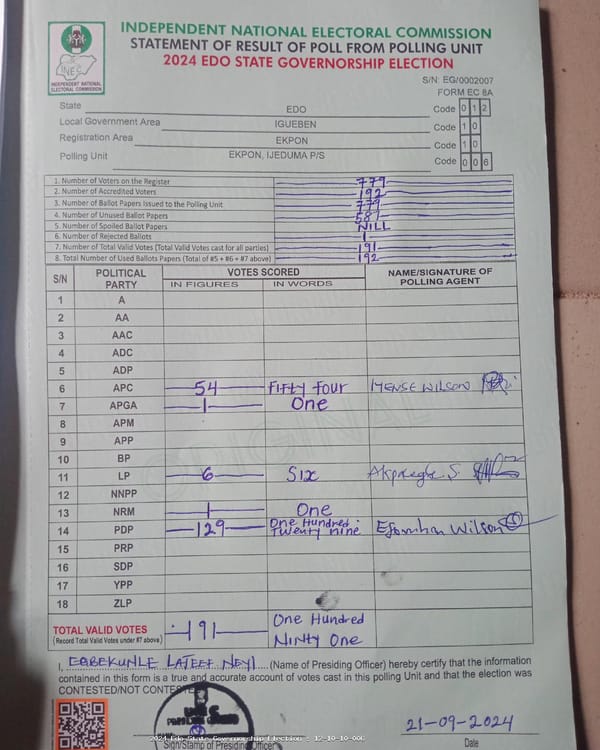 INDEPENDENT NATIONAL ELECTORAL COMMISSION
STATEMENT OF RESULT OF POLL FROM POLLING UNIT
2024 EDO STATE GOVERNORSHIP ELECTION
INEC
INDEPENDENT NATIONAL ELECTORAL COMMISSION
S/N: EG/0002007
FORM EC 8A
State EDO Code 0 1 2
Local Government Area IGUEBEN Code 1 0
Registration Area EKPON Code 1 0
Polling Unit EKPON, IJEDUMA P/S Code 0 0 6
1. Number of Voters on the Register 779
2. Number of Accredited Voters 192
3. Number of Ballot Papers Issued to the Polling Unit 779
4. Number of Unused Ballot Papers 587
5. Number of Spoiled Ballot Papers NILL
6. Number of Rejected Ballots 1
7. Number of Total Valid Votes (Total Valid Votes cast for all parties) 191
8. Total Number of Used Ballots Papers (Total of #5 + #6 + #7 above) 192
S/N POLITICAL PARTY VOTES SCORED NAME/SIGNATURE OF POLLING AGENT
IN FIGURES IN WORDS
1 A
2 AA
3 AAC
4 ADC
5 ADP
6 APC 54 FIFTY FOUR MENSE WILSON
7 APGA 1 One
8 APM
9 APP
10 BP
11 LP 6 SIX S.
12 NNPP
13 NRM 1 One
14 PDP 129 One Hundred Twenty nine Wilson
15 PRP
16 SDP
17 YPP
18 ZLP
TOTAL VALID VOTES 191 One Hundred Ninty One
(Record Total Valid Votes under #7 above)
I, LATEEF (Name of Presiding Officer) hereby certify that the information
contained in this form is a true and accurate account of votes cast in this polling Unit and that the election was
CONTESTED/NOT CONTESTED
21-09-2024
2024 Edo State Governorship Election : 12-10-10-006
Sign/Stamp of Presiding Officer Date